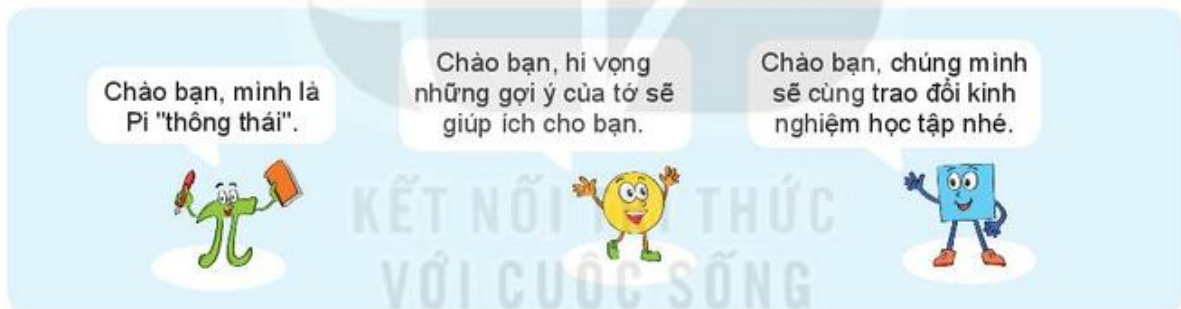 Chào bạn, mình là
Pi "thông thái".
Chào bạn, hi vọng
những gợi ý của tớ sẽ
giúp ích cho bạn.
Chào bạn, chúng mình
sẽ cùng trao đổi kinh
nghiệm học tập nhé.
KẾT NỐI TRI THỨC
VỚI CUỘC SỐNG